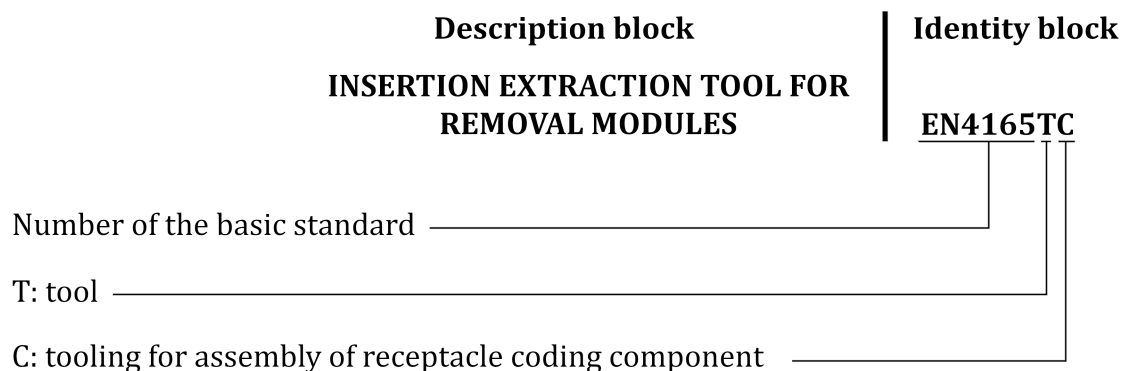 Description block
Identity block
INSERTION EXTRACTION TOOL FOR
REMOVAL MODULES
EN4165TC
Number of the basic standard
T: tool
C: tooling for assembly of receptacle coding component